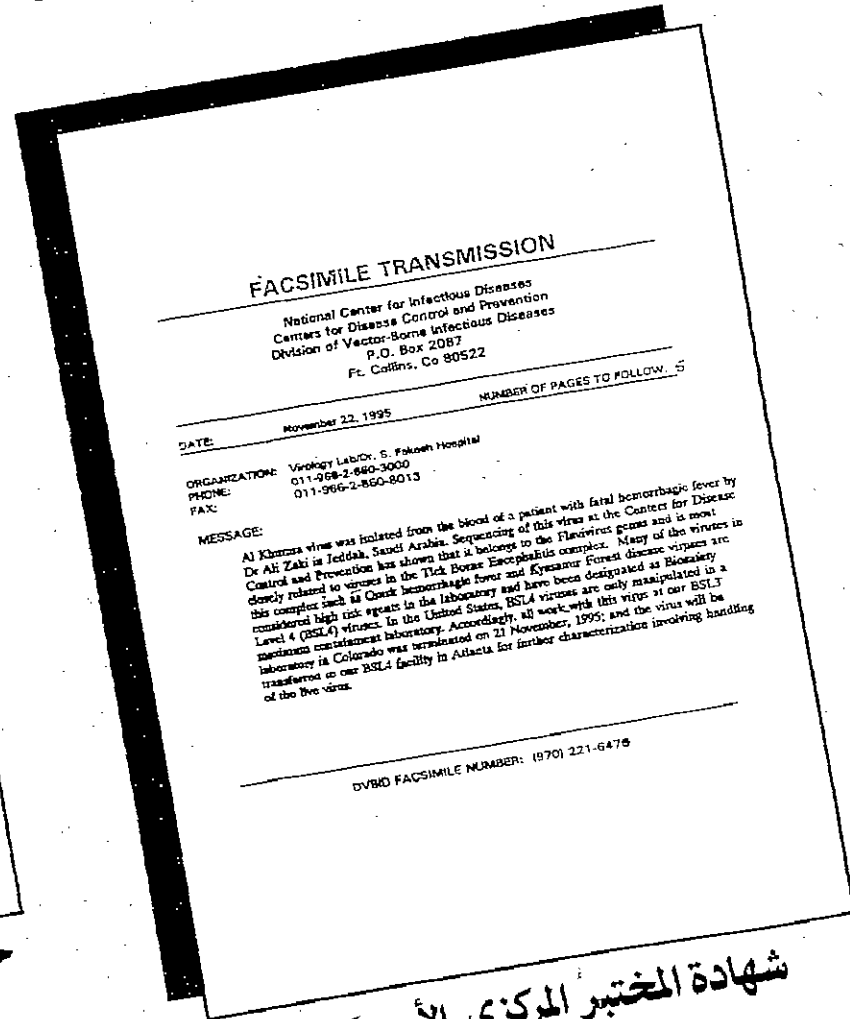 FACSIMILE TRANSMISSION
National Center for Infectious Diseases
Centers for Disease Control and Prevention
Division of Vector-Borne Infectious Diseases
P.O. Box 2087
Ft. Collins, Co 80522
DATE: November 22, 1995 NUMBER OF PAGES TO FOLLOW. 5
ORGANIZATION: Virology Lab/Dr. S. Fakeeh Hospital
PHONE: 011-966-2-660-3000
FAX: 011-966-2-660-8013
MESSAGE:
Al Khumra virus was isolated from the blood of a patient with fatal hemorrhagic fever by
Dr Ali Zaki in Jeddah, Saudi Arabia. Sequencing of this virus at the Centers for Disease
Control and Prevention has shown that it belongs to the Flavivirus genus and is most
closely related to viruses in the Tick Borne Encephalitis complex. Many of the viruses in
this complex such as Omsk hemorrhagic fever and Kyasanur Forest disease viruses are
considered high risk agents in the laboratory and have been designated as Biosafety
Level 4 (BSL4) viruses. In the United States, BSL4 viruses are only manipulated in a
maximum containment laboratory. Accordingly, all work with this virus at our BSL3
laboratory in Colorado was terminated on 21 November, 1995; and the virus will be
transferred to our BSL4 facility in Atlanta for further characterization involving handling
of the live virus.
DVBID FACSIMILE NUMBER: (970) 221-6476
شهادة المختبر المركزي